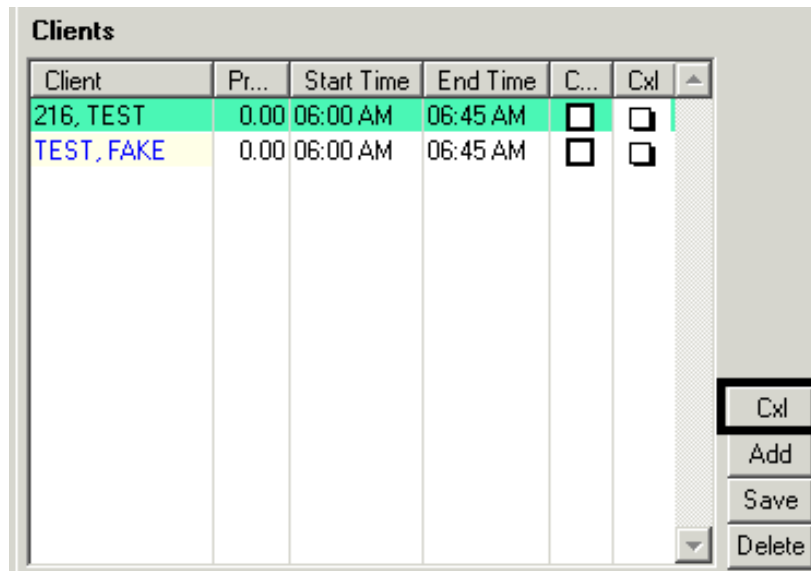 Clients
Client Pr... Start Time End Time C... Cxl
216, TEST 0.00 06:00 AM 06:45 AM
TEST, FAKE 0.00 06:00 AM 06:45 AM
Cxl
Add
Save
Delete